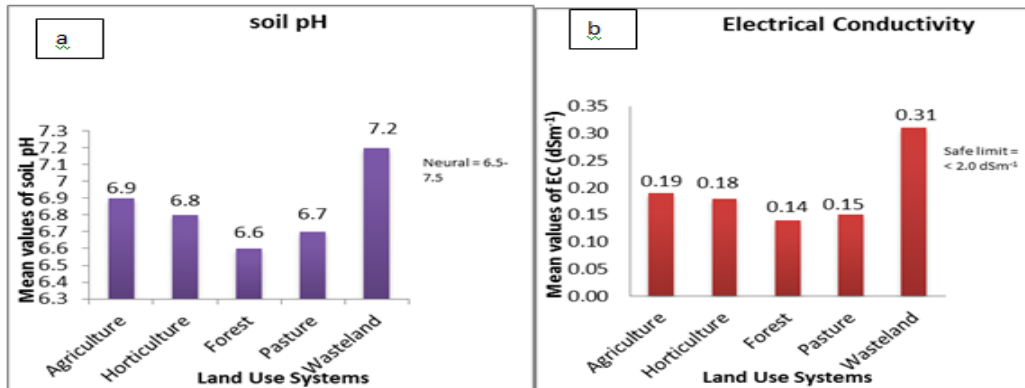 a
soil pH
Mean values of soil pH
7.3
7.2
7.1
7
6.9
6.8
6.7
6.6
6.5
6.4
6.3
6.9
6.8
6.6
6.7
7.2
Neural = 6.5-
7.5
Agriculture
Horticulture
Forest
Pasture
Wasteland
Land Use Systems
b
Electrical Conductivity
Mean values of EC (dSm⁻¹)
0.35
0.30
0.25
0.20
0.15
0.10
0.05
0.00
0.19
0.18
0.14
0.15
0.31
Safe limit =
< 2.0 dSm⁻¹
Agriculture
Horticulture
Forest
Pasture
Wasteland
Land Use Systems